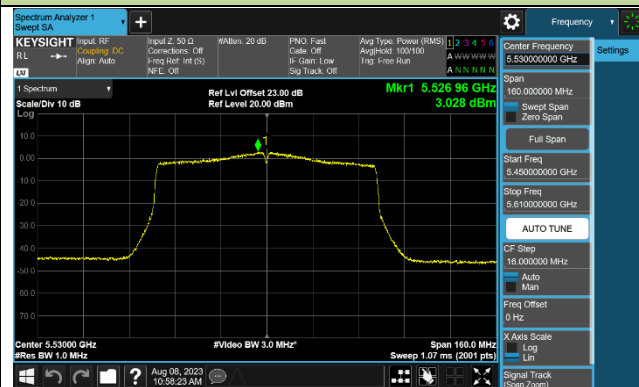 Spectrum Analyzer 1
Swept SA
Frequency
KEYSIGHT
Input: RF
Coupling: DC
Align: Auto
Input Z: 50 Ω
Corrections: Off
Freq Ref: Int (S)
NFE: Off
#Atten: 20 dB
PNO: Fast
Gate: Off
IF Gain: Low
Sig Track: Off
Avg Type: Power (RMS)
Avg|Hold: 100/100
Trig: Free Run
1 2 3 4 5 6
A W W W W W
A N N N N N
RL
LXI
1 Spectrum
Scale/Div 10 dB
Log
Ref Lvl Offset 23.00 dB
Ref Level 20.00 dBm
Mkr1 5.526 96 GHz
3.028 dBm
1
10.0
0.00
-10.0
-20.0
-30.0
-40.0
-50.0
-60.0
-70.0
Center 5.53000 GHz
#Res BW 1.0 MHz
#Video BW 3.0 MHz*
Span 160.0 MHz
Sweep 1.07 ms (2001 pts)
Center Frequency
5.530000000 GHz
Settings
Span
160.000000 MHz
Swept Span
Zero Span
Full Span
Start Freq
5.450000000 GHz
Stop Freq
5.610000000 GHz
AUTO TUNE
CF Step
16.000000 MHz
Auto
Man
Freq Offset
0 Hz
X Axis Scale
Log
Lin
Signal Track
(Span Zoom)
?
Aug 08, 2023
10:58:23 AM